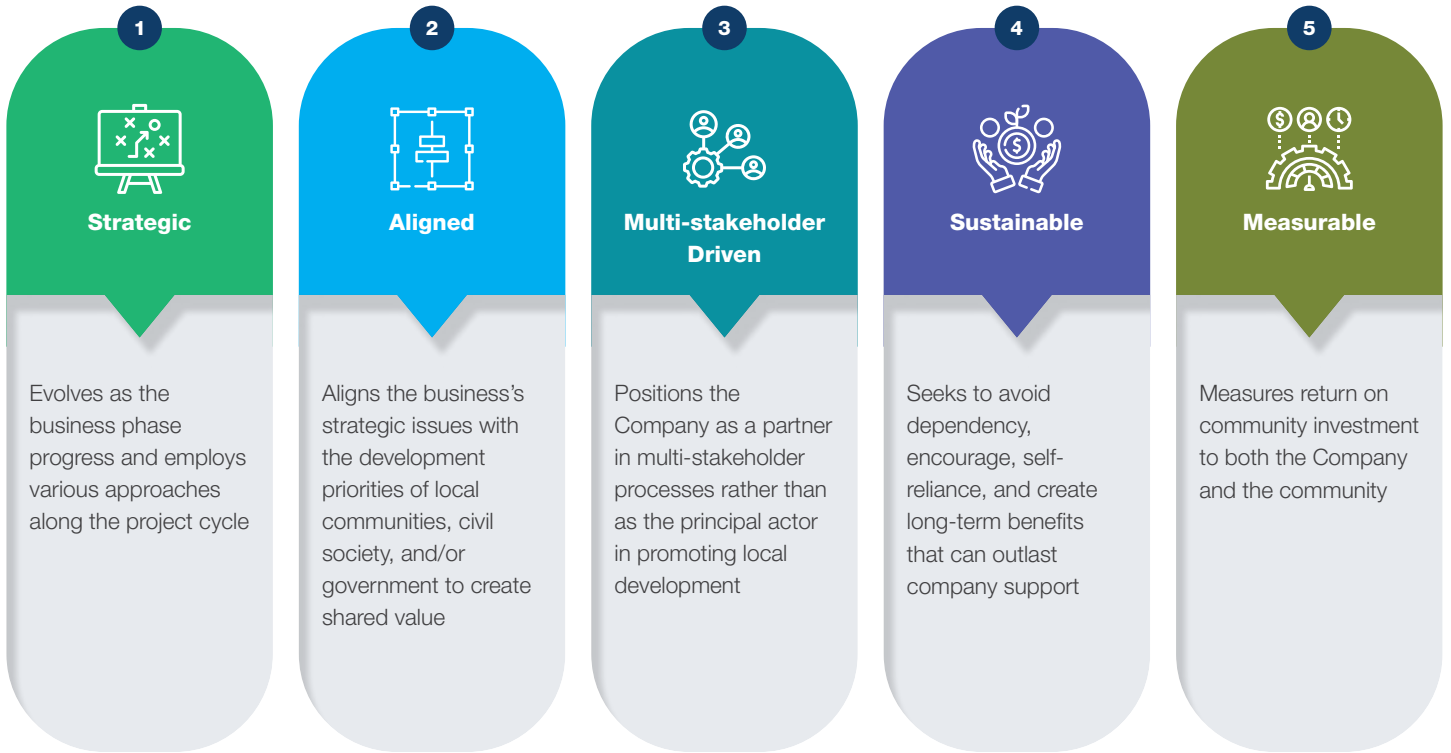 1
Strategic
Evolves as the
business phase
progress and employs
various approaches
along the project cycle
2
Aligned
Aligns the business’s
strategic issues with
the development
priorities of local
communities, civil
society, and/or
government to create
shared value
3
Multi-stakeholder
Driven
Positions the
Company as a partner
in multi-stakeholder
processes rather than
as the principal actor
in promoting local
development
4
$
Sustainable
Seeks to avoid
dependency,
encourage, self-
reliance, and create
long-term benefits
that can outlast
company support
5
$
Measurable
Measures return on
community investment
to both the Company
and the community